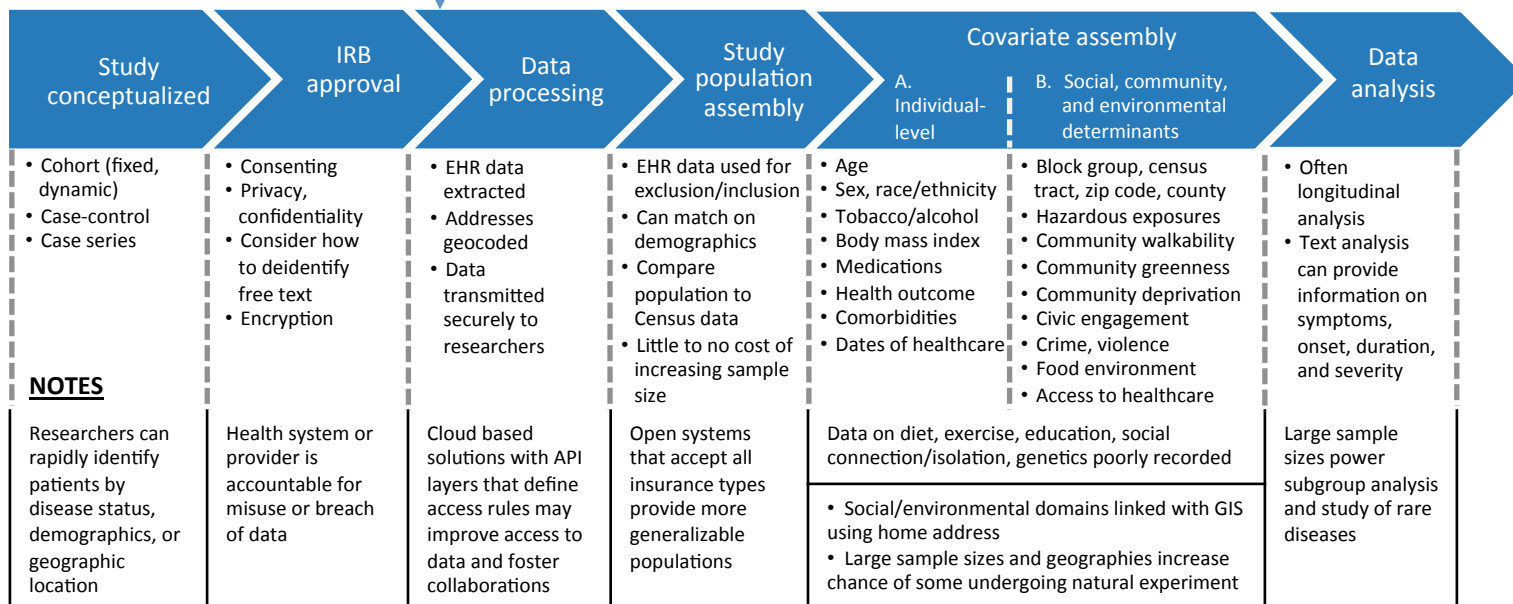 Study
conceptualized
IRB
approval
Data
processing
Study
population
assembly
Covariate assembly
A.
Individual-
level
B. Social, community,
and environmental
determinants
Data
analysis
• Cohort (fixed,
dynamic)
• Case-control
• Case series
• Consenting
• Privacy,
confidentiality
• Consider how
to deidentify
free text
• Encryption
• EHR data
extracted
• Addresses
geocoded
• Data
transmitted
securely to
researchers
• EHR data used for
exclusion/inclusion
• Can match on
demographics
• Compare
population to
Census data
• Little to no cost of
increasing sample
size
• Age
• Sex, race/ethnicity
• Tobacco/alcohol
• Body mass index
• Medications
• Health outcome
• Comorbidities
• Dates of healthcare
• Block group, census
tract, zip code, county
• Hazardous exposures
• Community walkability
• Community greenness
• Community deprivation
• Civic engagement
• Crime, violence
• Food environment
• Access to healthcare
• Often
longitudinal
analysis
• Text analysis
can provide
information on
symptoms,
onset, duration,
and severity
NOTES
Researchers can
rapidly identify
patients by
disease status,
demographics, or
geographic
location
Health system or
provider is
accountable for
misuse or breach
of data
Cloud based
solutions with API
layers that define
access rules may
improve access to
data and foster
collaborations
Open systems
that accept all
insurance types
provide more
generalizable
populations
Data on diet, exercise, education, social
connection/isolation, genetics poorly recorded
• Social/environmental domains linked with GIS
using home address
• Large sample sizes and geographies increase
chance of some undergoing natural experiment
Large sample
sizes power
subgroup analysis
and study of rare
diseases